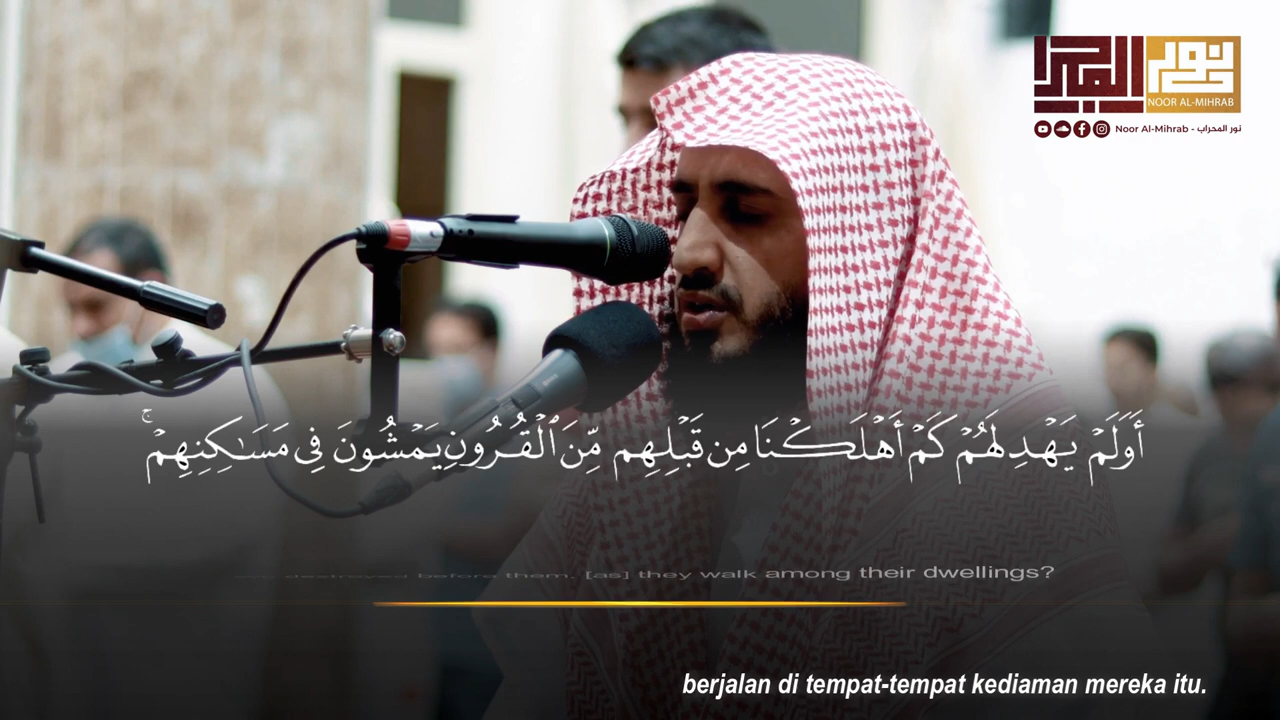 نور المحراب
NOOR AL-MIHRAB
Noor Al-Mihrab - نور المحراب
أَوَلَمْ يَهْدِ لَهُمْ كَمْ أَهْلَكْنَا مِن قَبْلِهِم مِّنَ ٱلْقُرُونِ يَمْشُونَ فِى مَسَـٰكِنِهِمْ ۚ
destroyed before them, [as] they walk among their dwellings?
berjalan di tempat-tempat kediaman mereka itu.